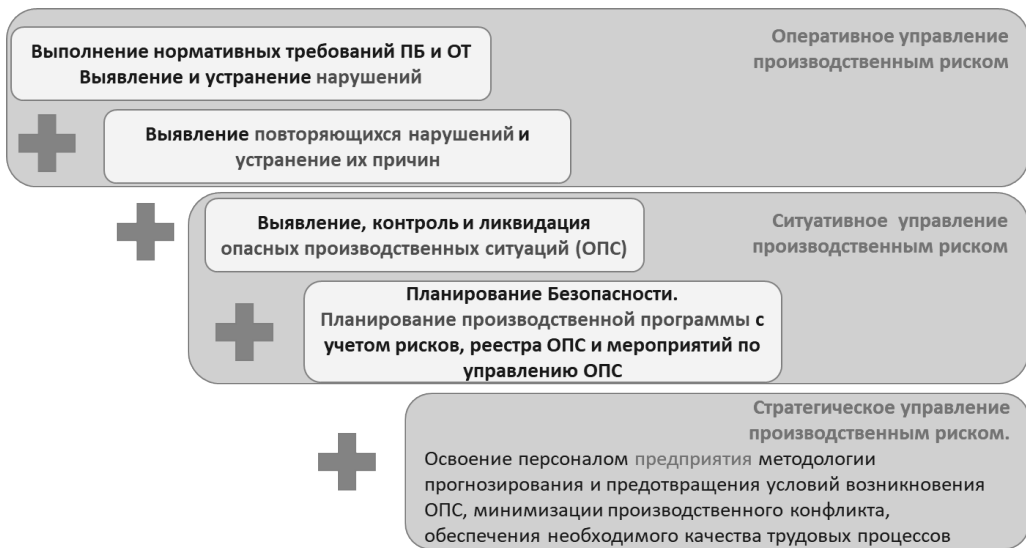 Оперативное управление
производственным риском
Выполнение нормативных требований ПБ и ОТ
Выявление и устранение нарушений
Выявление повторяющихся нарушений и
устранение их причин
Ситуативное управление
производственным риском
Выявление, контроль и ликвидация
опасных производственных ситуаций (ОПС)
Планирование Безопасности.
Планирование производственной программы с
учетом рисков, реестра ОПС и мероприятий по
управлению ОПС
Стратегическое управление
производственным риском.
Освоение персоналом предприятия методологии
прогнозирования и предотвращения условий возникновения
ОПС, минимизации производственного конфликта,
обеспечения необходимого качества трудовых процессов